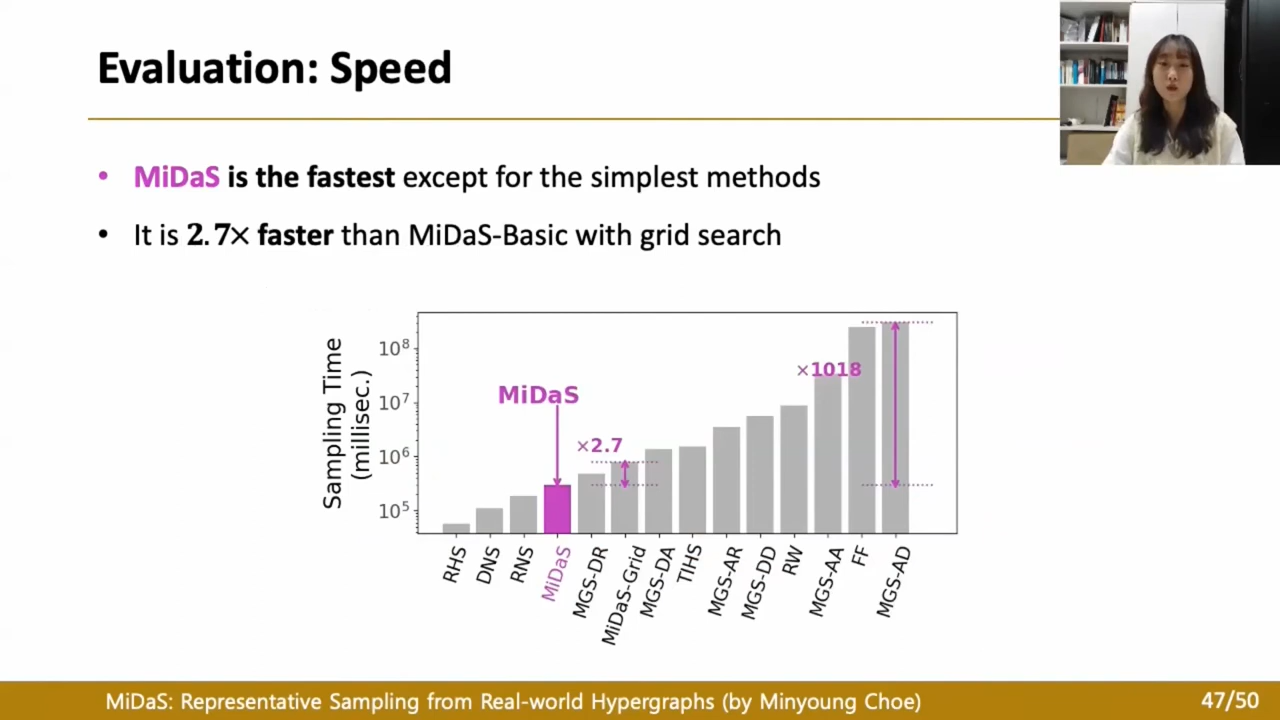 Evaluation: Speed
• MiDaS is the fastest except for the simplest methods
• It is 2.7× faster than MiDaS-Basic with grid search
Sampling Time
(millisec.)
10⁸
10⁷
10⁶
10⁵
MiDaS
×2.7
×1018
RHS
DNS
RNS
MiDaS
MGS-DR
MiDaS-Grid
MGS-DA
TIHS
MGS-AR
MGS-DD
RW
MGS-AA
FF
MGS-AD
MiDaS: Representative Sampling from Real-world Hypergraphs (by Minyoung Choe)
47/50